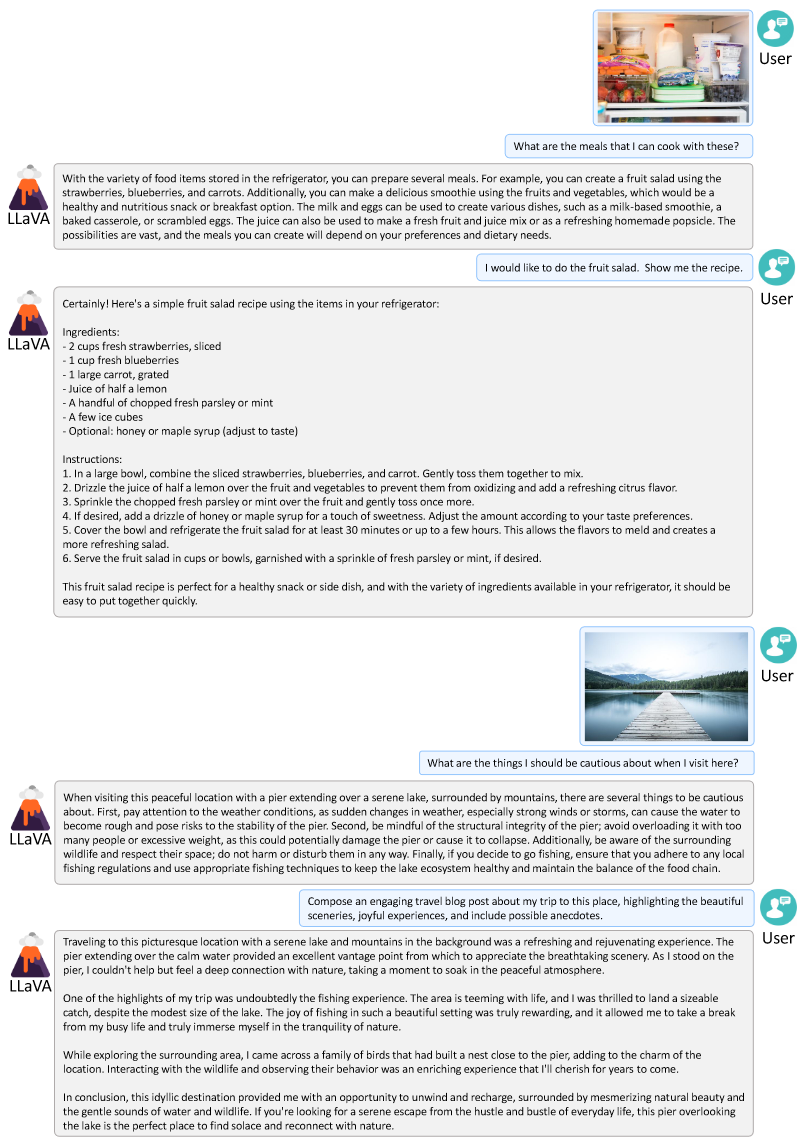 User
What are the meals that I can cook with these?
LLaVA
With the variety of food items stored in the refrigerator, you can prepare several meals. For example, you can create a fruit salad using the
strawberries, blueberries, and carrots. Additionally, you can make a delicious smoothie using the fruits and vegetables, which would be a
healthy and nutritious snack or breakfast option. The milk and eggs can be used to create various dishes, such as a milk-based smoothie, a
baked casserole, or scrambled eggs. The juice can also be used to make a fresh fruit and juice mix or as a refreshing homemade popsicle. The
possibilities are vast, and the meals you can create will depend on your preferences and dietary needs.
I would like to do the fruit salad. Show me the recipe.
User
LLaVA
Certainly! Here's a simple fruit salad recipe using the items in your refrigerator:
Ingredients:
- 2 cups fresh strawberries, sliced
- 1 cup fresh blueberries
- 1 large carrot, grated
- Juice of half a lemon
- A handful of chopped fresh parsley or mint
- A few ice cubes
- Optional: honey or maple syrup (adjust to taste)
Instructions:
1. In a large bowl, combine the sliced strawberries, blueberries, and carrot. Gently toss them together to mix.
2. Drizzle the juice of half a lemon over the fruit and vegetables to prevent them from oxidizing and add a refreshing citrus flavor.
3. Sprinkle the chopped fresh parsley or mint over the fruit and gently toss once more.
4. If desired, add a drizzle of honey or maple syrup for a touch of sweetness. Adjust the amount according to your taste preferences.
5. Cover the bowl and refrigerate the fruit salad for at least 30 minutes or up to a few hours. This allows the flavors to meld and creates a
more refreshing salad.
6. Serve the fruit salad in cups or bowls, garnished with a sprinkle of fresh parsley or mint, if desired.
This fruit salad recipe is perfect for a healthy snack or side dish, and with the variety of ingredients available in your refrigerator, it should be
easy to put together quickly.
User
What are the things I should be cautious about when I visit here?
LLaVA
When visiting this peaceful location with a pier extending over a serene lake, surrounded by mountains, there are several things to be cautious
about. First, pay attention to the weather conditions, as sudden changes in weather, especially strong winds or storms, can cause the water to
become rough and pose risks to the stability of the pier. Second, be mindful of the structural integrity of the pier; avoid overloading it with too
many people or excessive weight, as this could potentially damage the pier or cause it to collapse. Additionally, be aware of the surrounding
wildlife and respect their space; do not harm or disturb them in any way. Finally, if you decide to go fishing, ensure that you adhere to any local
fishing regulations and use appropriate fishing techniques to keep the lake ecosystem healthy and maintain the balance of the food chain.
Compose an engaging travel blog post about my trip to this place, highlighting the beautiful
sceneries, joyful experiences, and include possible anecdotes.
User
LLaVA
Traveling to this picturesque location with a serene lake and mountains in the background was a refreshing and rejuvenating experience. The
pier extending over the calm water provided an excellent vantage point from which to appreciate the breathtaking scenery. As I stood on the
pier, I couldn't help but feel a deep connection with nature, taking a moment to soak in the peaceful atmosphere.
One of the highlights of my trip was undoubtedly the fishing experience. The area is teeming with life, and I was thrilled to land a sizeable
catch, despite the modest size of the lake. The joy of fishing in such a beautiful setting was truly rewarding, and it allowed me to take a break
from my busy life and truly immerse myself in the tranquility of nature.
While exploring the surrounding area, I came across a family of birds that had built a nest close to the pier, adding to the charm of the
location. Interacting with the wildlife and observing their behavior was an enriching experience that I'll cherish for years to come.
In conclusion, this idyllic destination provided me with an opportunity to unwind and recharge, surrounded by mesmerizing natural beauty and
the gentle sounds of water and wildlife. If you're looking for a serene escape from the hustle and bustle of everyday life, this pier overlooking
the lake is the perfect place to find solace and reconnect with nature.